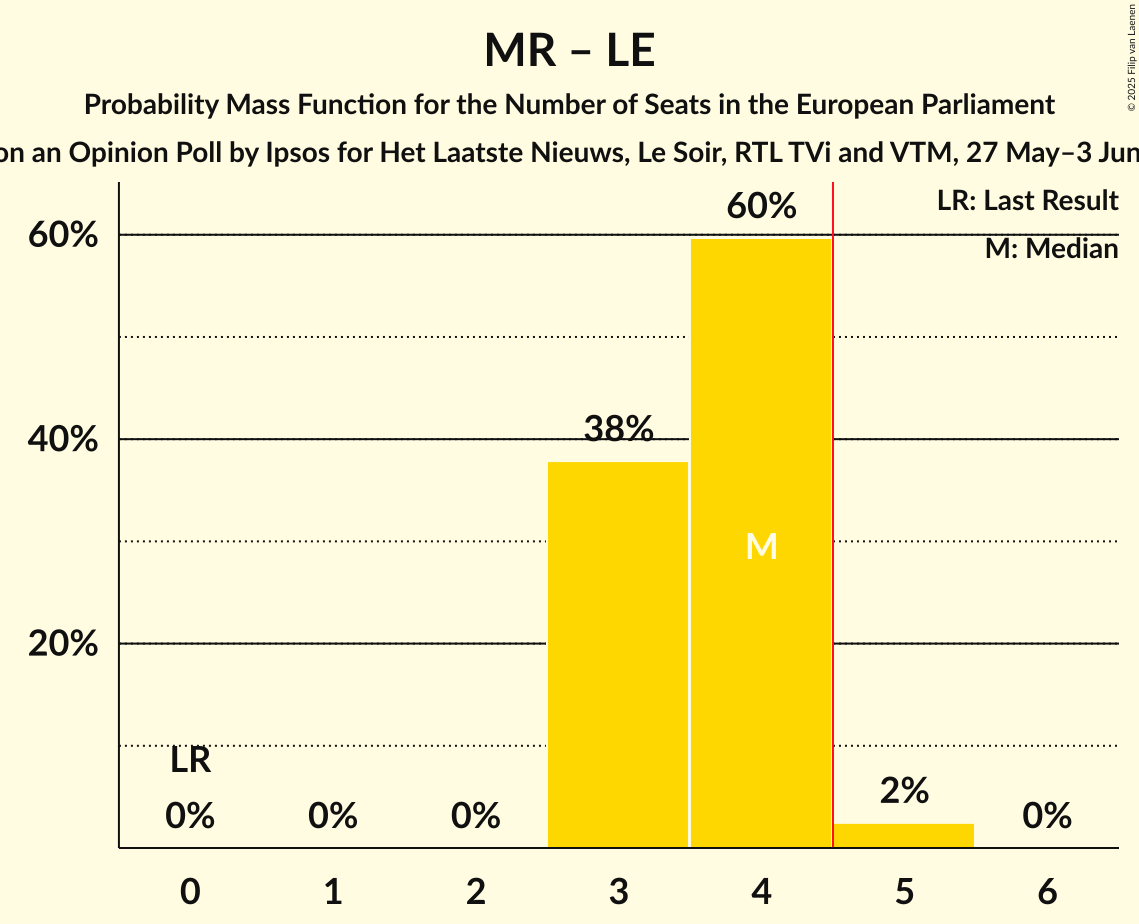 MR – LE
Probability Mass Function for the Number of Seats in the European Parliament
on an Opinion Poll by Ipsos for Het Laatste Nieuws, Le Soir, RTL TVi and VTM, 27 May–3 Jun
© 2025 Filip van Laenen
LR: Last Result
M: Median
60%
40%
20%
LR
0%
0%
0%
38%
60%
M
2%
0%
0 1 2 3 4 5 6